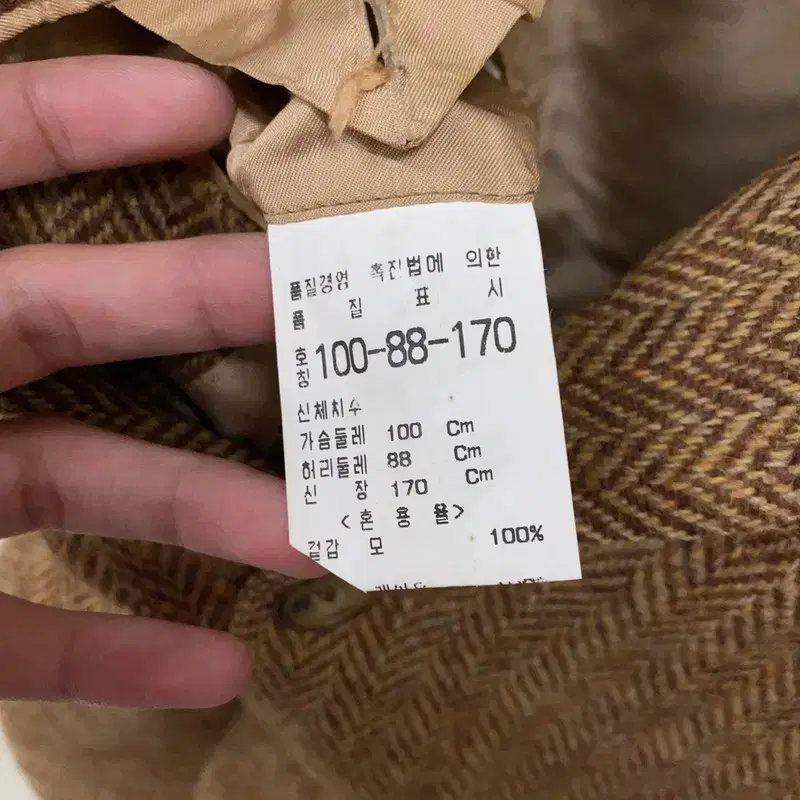 품질경영 촉진법에 의한
품 질 표 시
호칭 100-88-170
신체치수
가슴둘레 100 Cm
허리둘레 88 Cm
신 장 170 Cm
<혼 용 율>
겉감 모 100%